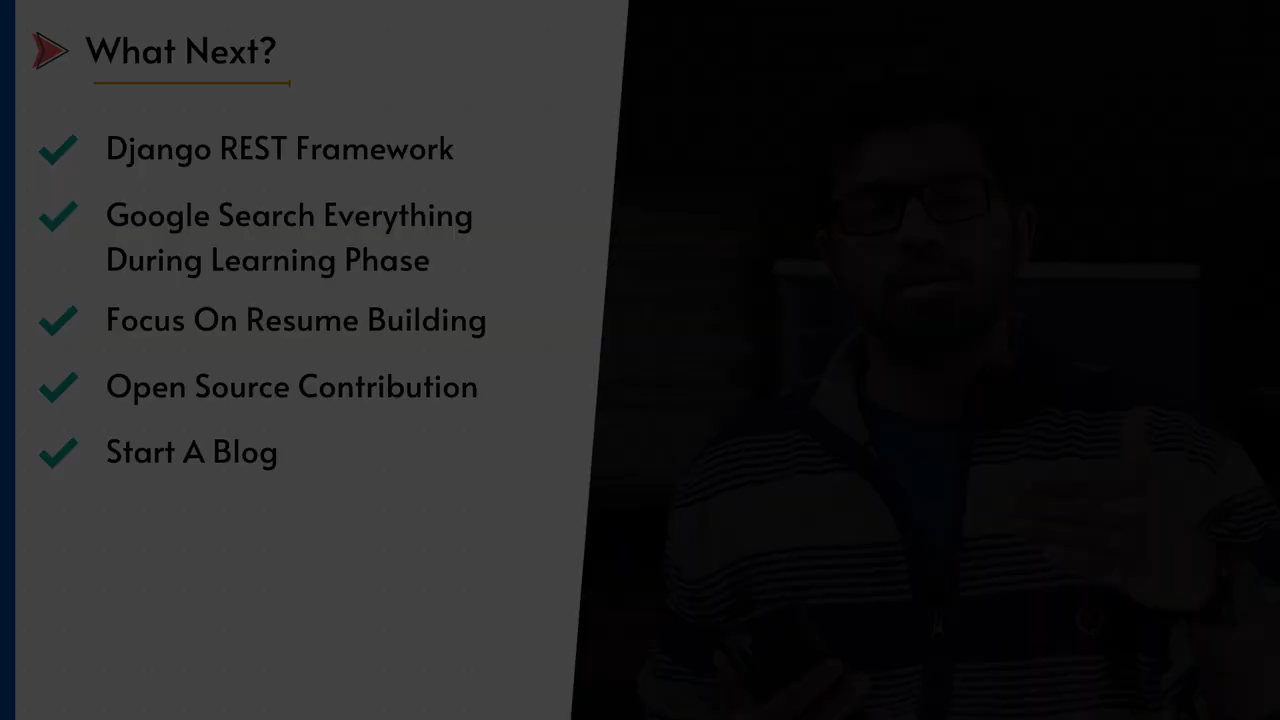 What Next?
Django REST Framework
Google Search Everything
During Learning Phase
Focus On Resume Building
Open Source Contribution
Start A Blog